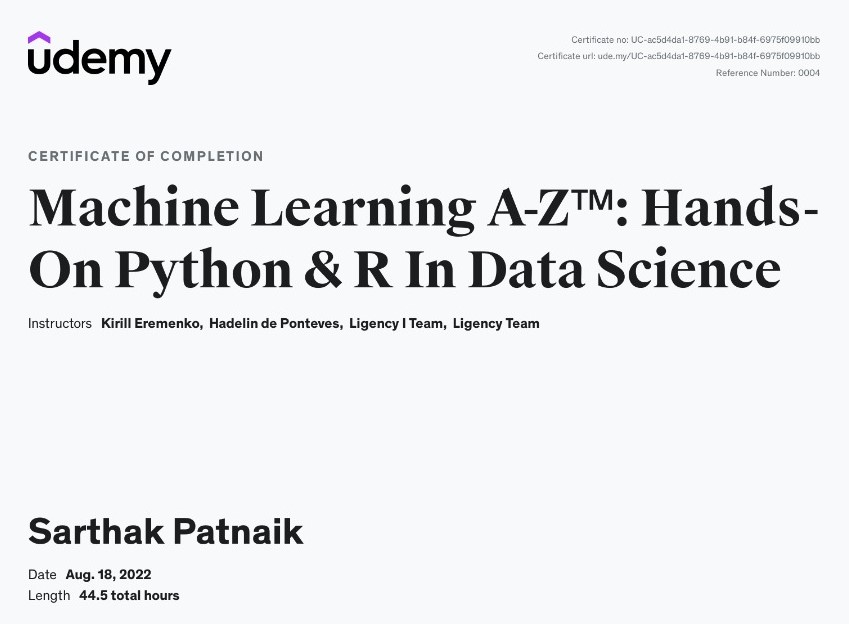 udemy
Certificate no: UC-ac5d4da1-8769-4b91-b84f-6975f09910bb
Certificate url: ude.my/UC-ac5d4da1-8769-4b91-b84f-6975f09910bb
Reference Number: 0004
CERTIFICATE OF COMPLETION
Machine Learning A-Z™: Hands-
On Python & R In Data Science
Instructors Kirill Eremenko, Hadelin de Ponteves, Ligency I Team, Ligency Team
Sarthak Patnaik
Date Aug. 18, 2022
Length 44.5 total hours